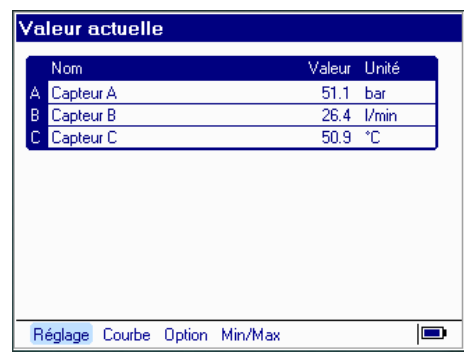 Valeur actuelle
Nom Valeur Unité
A Capteur A 51.1 bar
B Capteur B 26.4 l/min
C Capteur C 50.9 °C
Réglage Courbe Option Min/Max